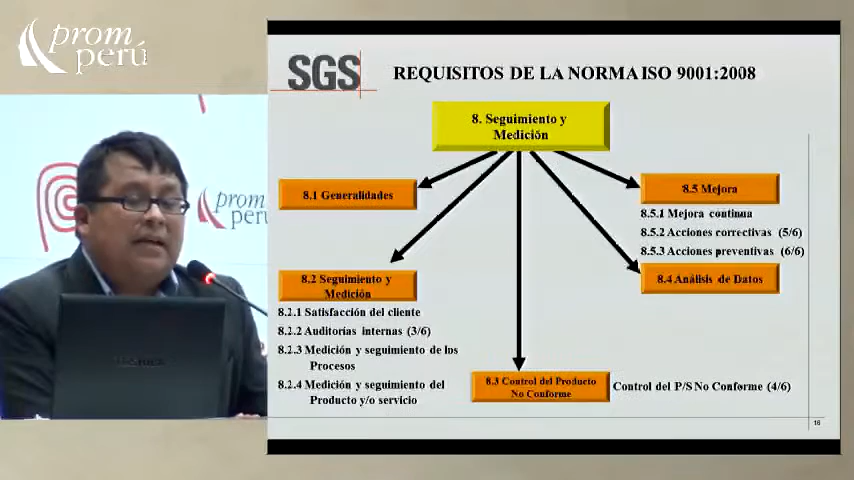 prom
perú
prom
perú
SGS
REQUISITOS DE LA NORMA ISO 9001:2008
8. Seguimiento y
Medición
8.1 Generalidades
8.5 Mejora
8.5.1 Mejora continua
8.5.2 Acciones correctivas (5/6)
8.5.3 Acciones preventivas (6/6)
8.2 Seguimiento y
Medición
8.4 Análisis de Datos
8.2.1 Satisfacción del cliente
8.2.2 Auditorías internas (3/6)
8.2.3 Medición y seguimiento de los
Procesos
8.2.4 Medición y seguimiento del
Producto y/o servicio
8.3 Control del Producto
No Conforme
Control del P/S No Conforme (4/6)
16
TOSHIBA